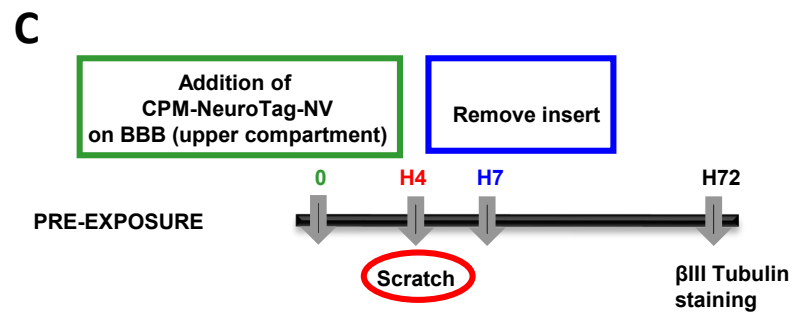 C
Addition of
CPM-NeuroTag-NV
on BBB (upper compartment)
Remove insert
0 H4 H7 H72
PRE-EXPOSURE
Scratch
βIII Tubulin
staining